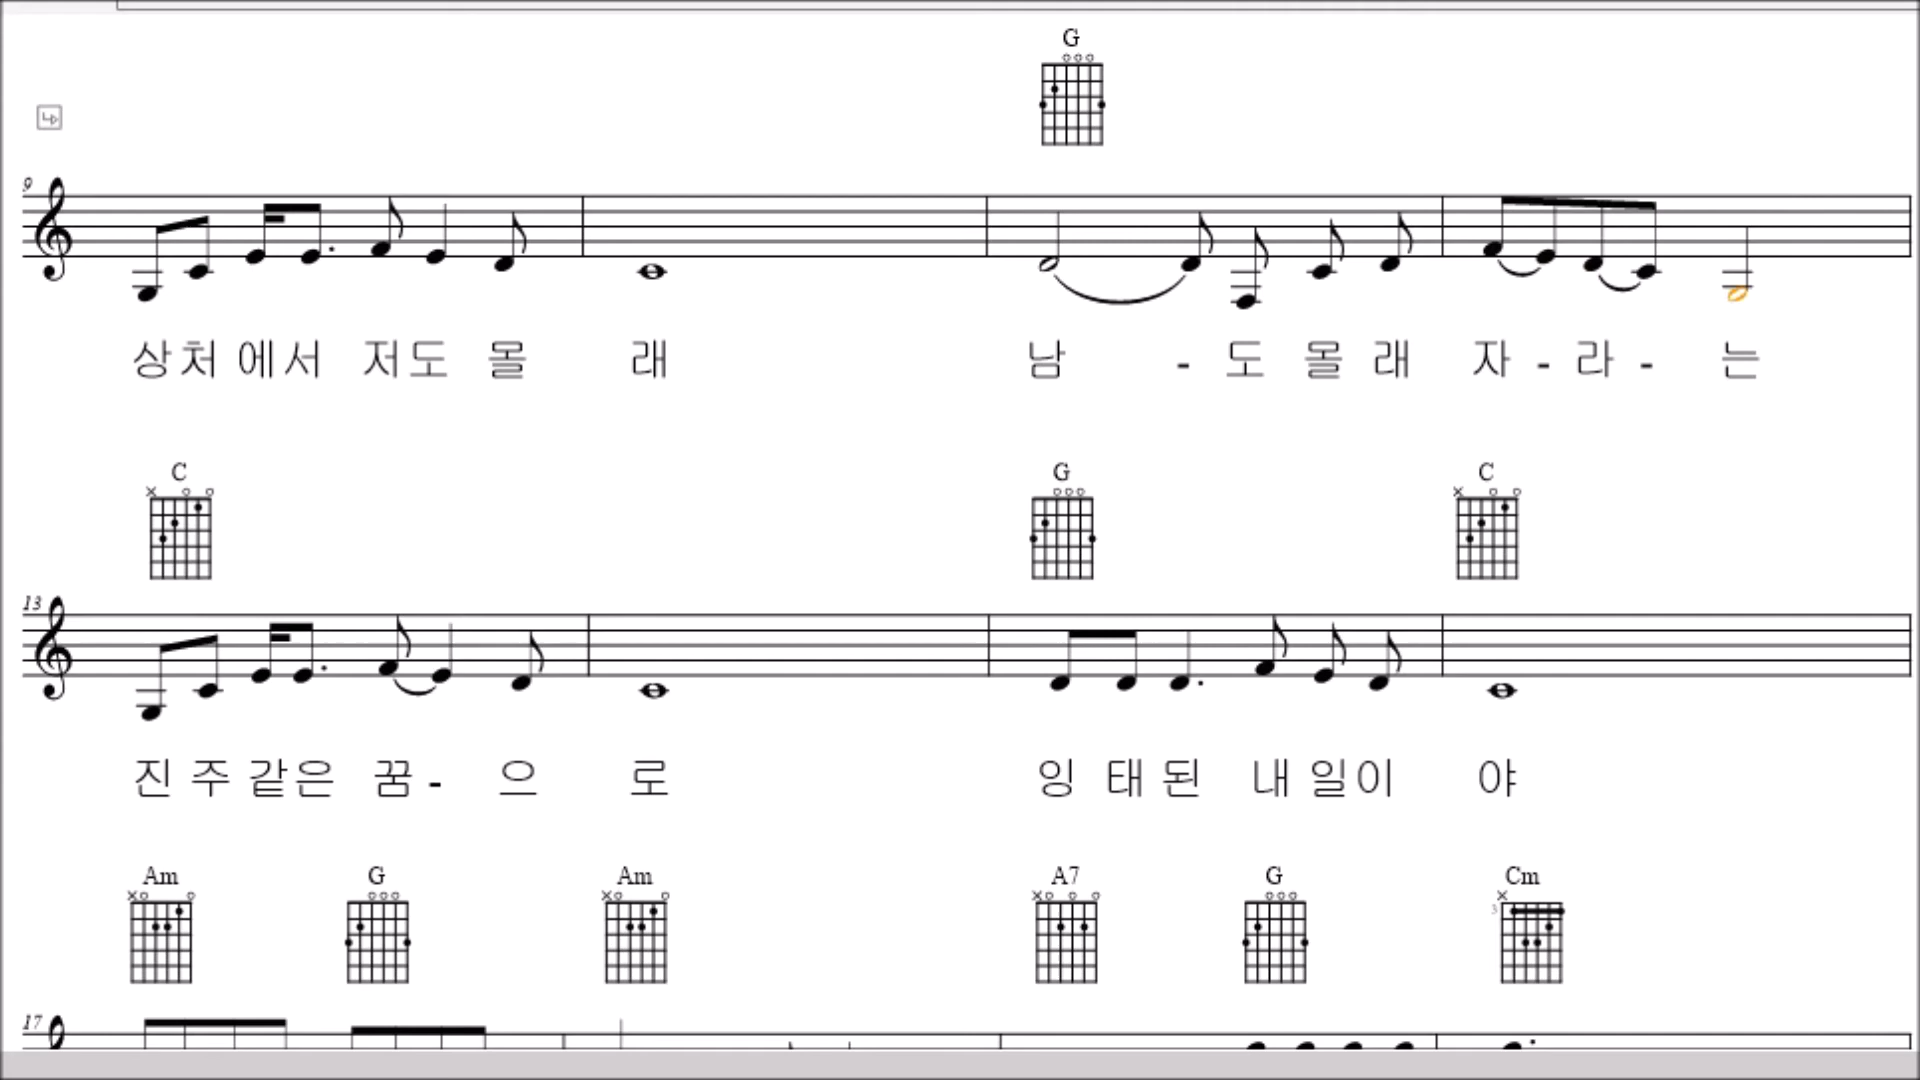 G
9
상처 에서 저도 몰 래 남 - 도 몰 래 자 - 라 - 는
C G C
13
진 주 같은 꿈 - 으 로 잉 태 된 내 일이 야
Am G Am A7 G Cm
3
17